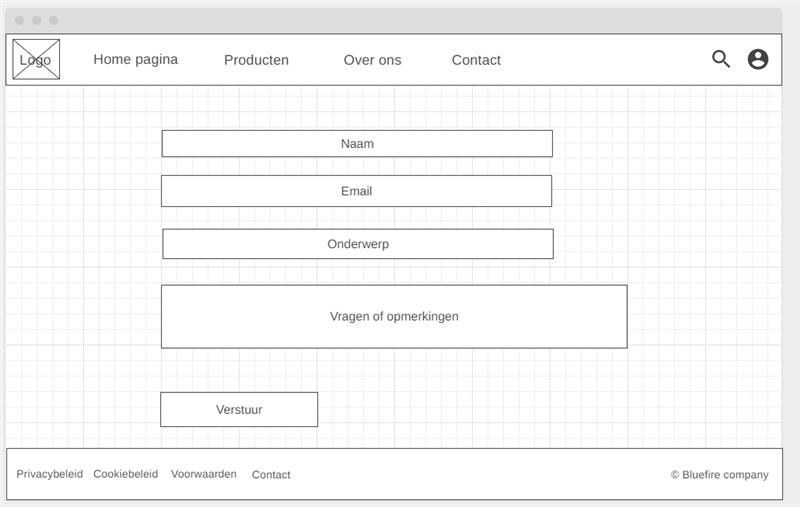 Logo Home pagina Producten Over ons Contact
Naam
Email
Onderwerp
Vragen of opmerkingen
Verstuur
Privacybeleid Cookiebeleid Voorwaarden Contact © Bluefire company